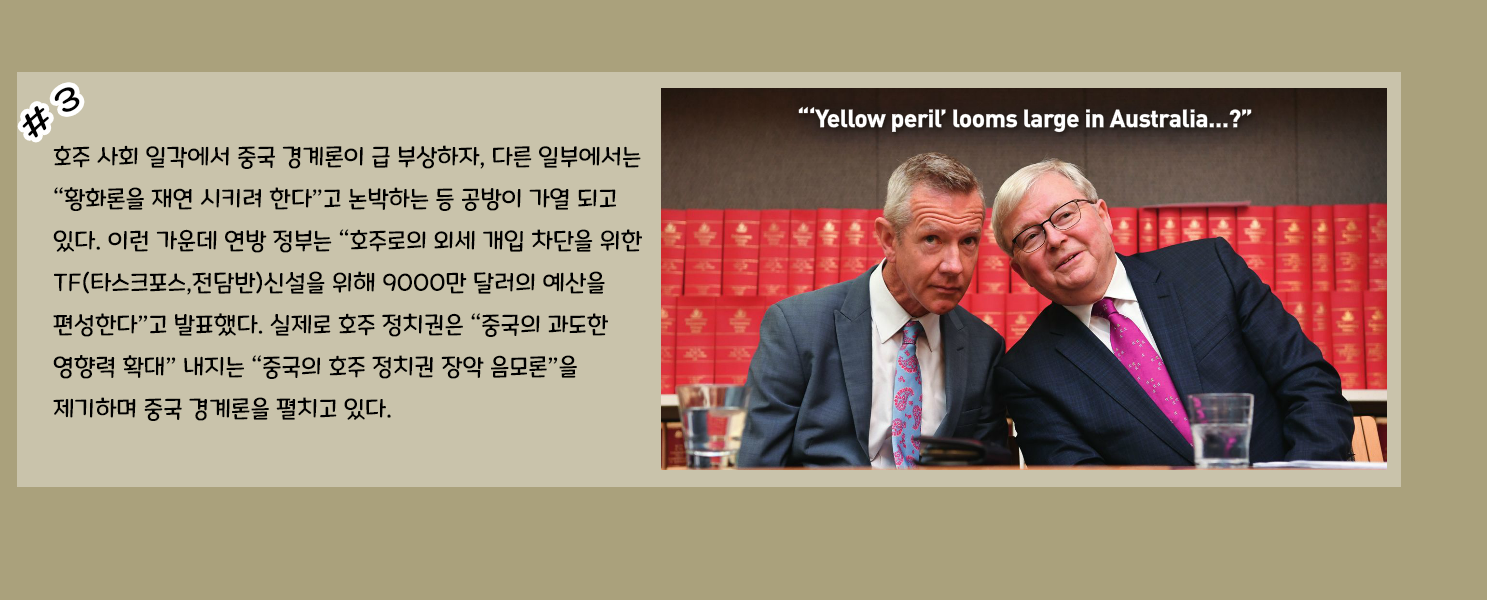 #3
호주 사회 일각에서 중국 경계론이 급 부상하자, 다른 일부에서는
“황화론을 재연 시키려 한다”고 논박하는 등 공방이 가열 되고
있다. 이런 가운데 연방 정부는 “호주로의 외세 개입 차단을 위한
TF(타스크포스,전담반)신설을 위해 9000만 달러의 예산을
편성한다”고 발표했다. 실제로 호주 정치권은 “중국의 과도한
영향력 확대” 내지는 “중국의 호주 정치권 장악 음모론”을
제기하며 중국 경계론을 펼치고 있다.
“‘Yellow peril’ looms large in Australia...?”